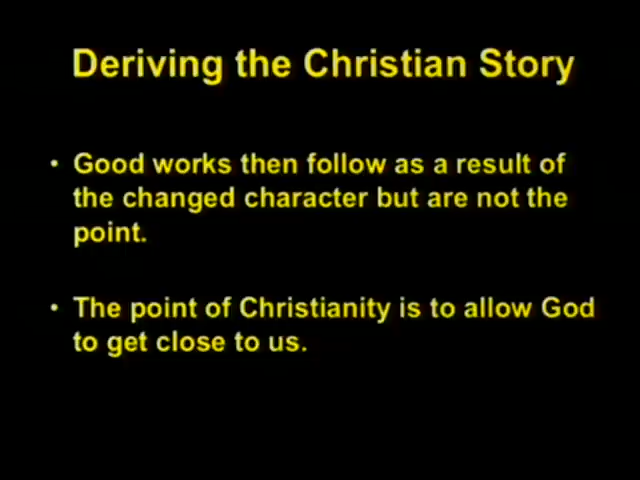 Deriving the Christian Story
• Good works then follow as a result of
the changed character but are not the
point.
• The point of Christianity is to allow God
to get close to us.